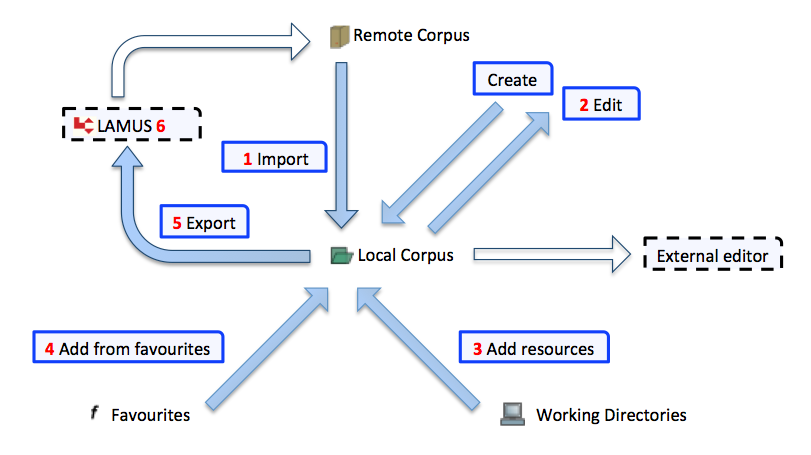 Remote Corpus
Create
2 Edit
LAMUS 6
1 Import
5 Export
Local Corpus
External editor
4 Add from favourites
3 Add resources
f Favourites
Working Directories